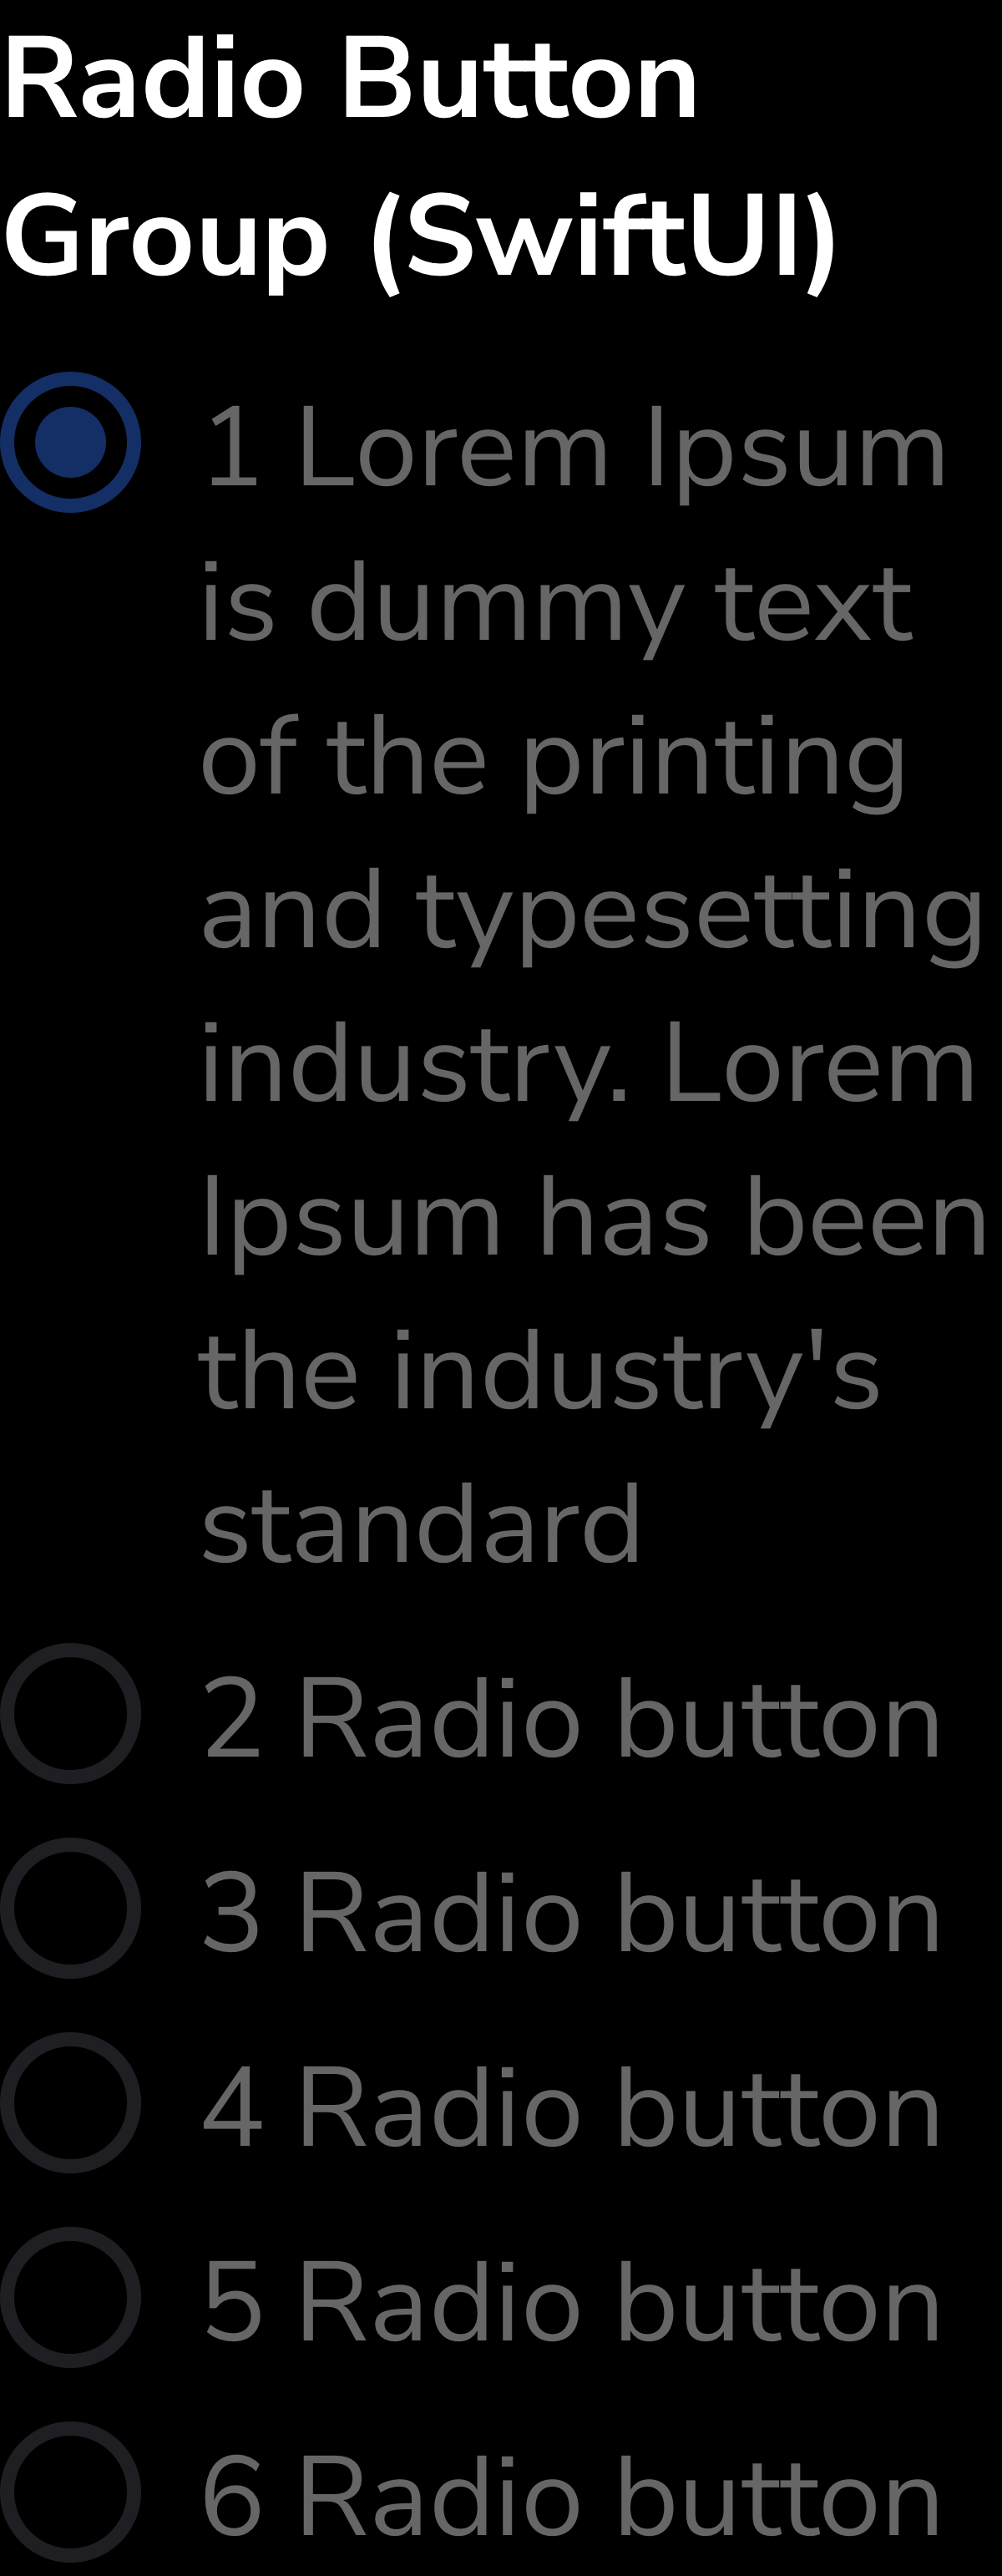 Radio Button
Group (SwiftUI)
1 Lorem Ipsum
is dummy text
of the printing
and typesetting
industry. Lorem
Ipsum has been
the industry's
standard
2 Radio button
3 Radio button
4 Radio button
5 Radio button
6 Radio button